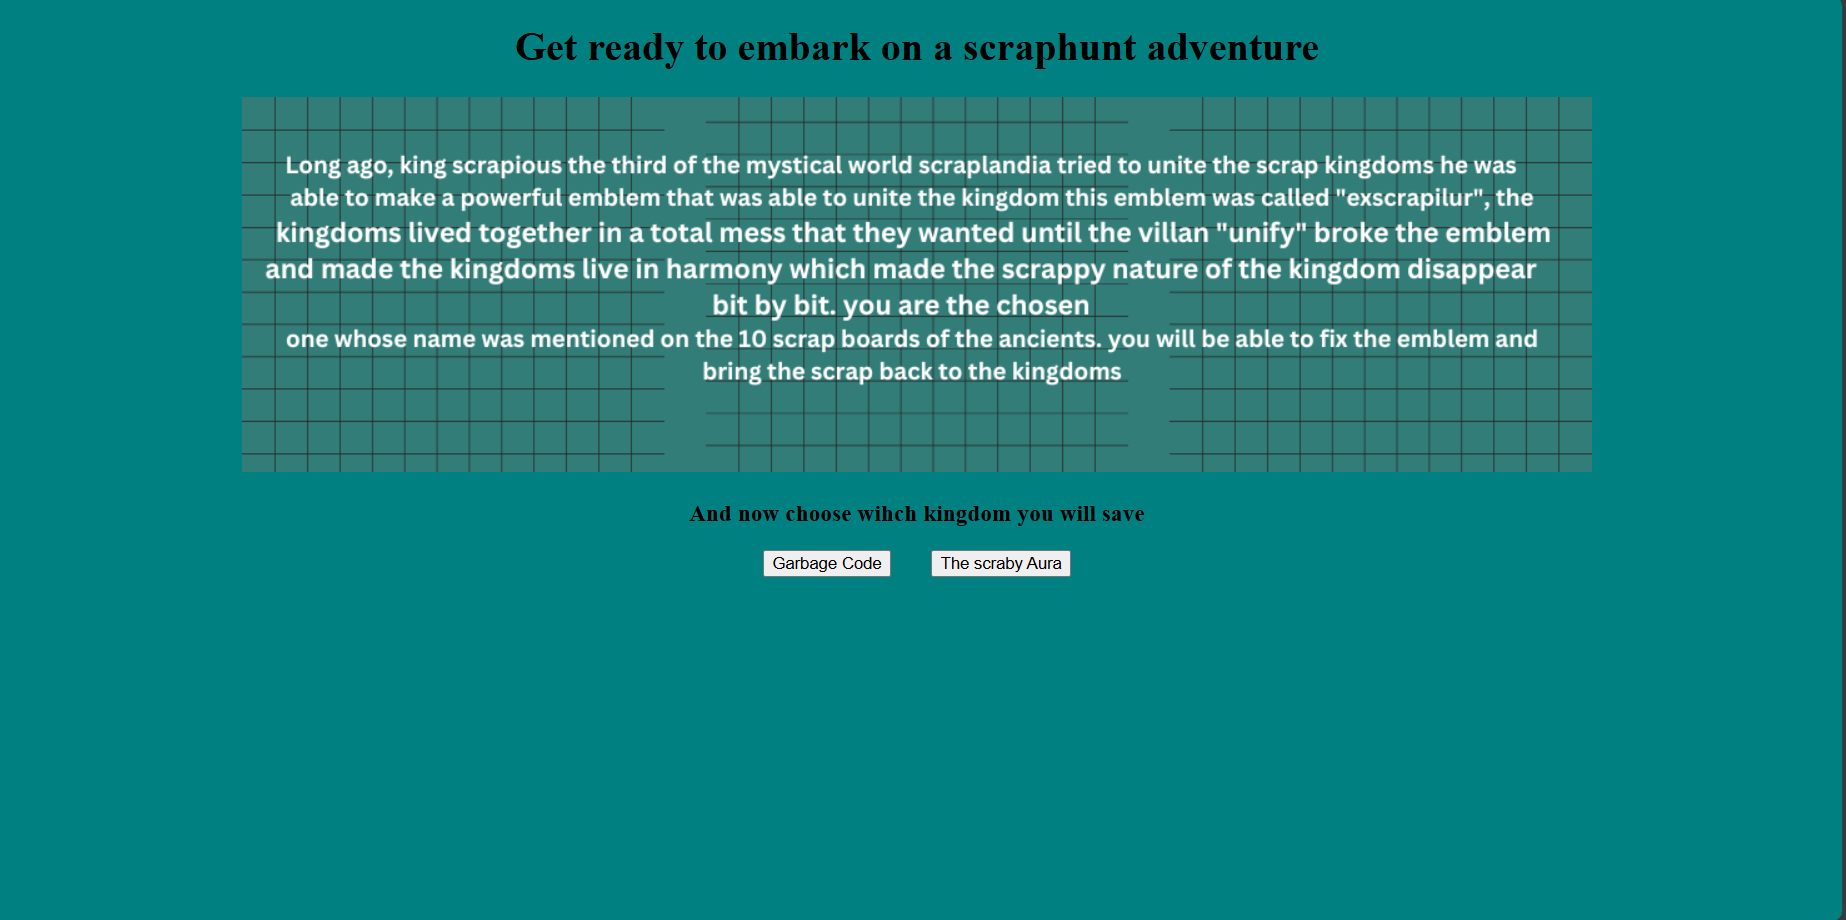 Get ready to embark on a scraphunt adventure
Long ago, king scrapious the third of the mystical world scraplandia tried to unite the scrap kingdoms he was
able to make a powerful emblem that was able to unite the kingdom this emblem was called "exscrapilur", the
kingdoms lived together in a total mess that they wanted until the villan "unify" broke the emblem
and made the kingdoms live in harmony which made the scrappy nature of the kingdom disappear
bit by bit. you are the chosen
one whose name was mentioned on the 10 scrap boards of the ancients. you will be able to fix the emblem and
bring the scrap back to the kingdoms
And now choose wihch kingdom you will save
Garbage Code
The scraby Aura